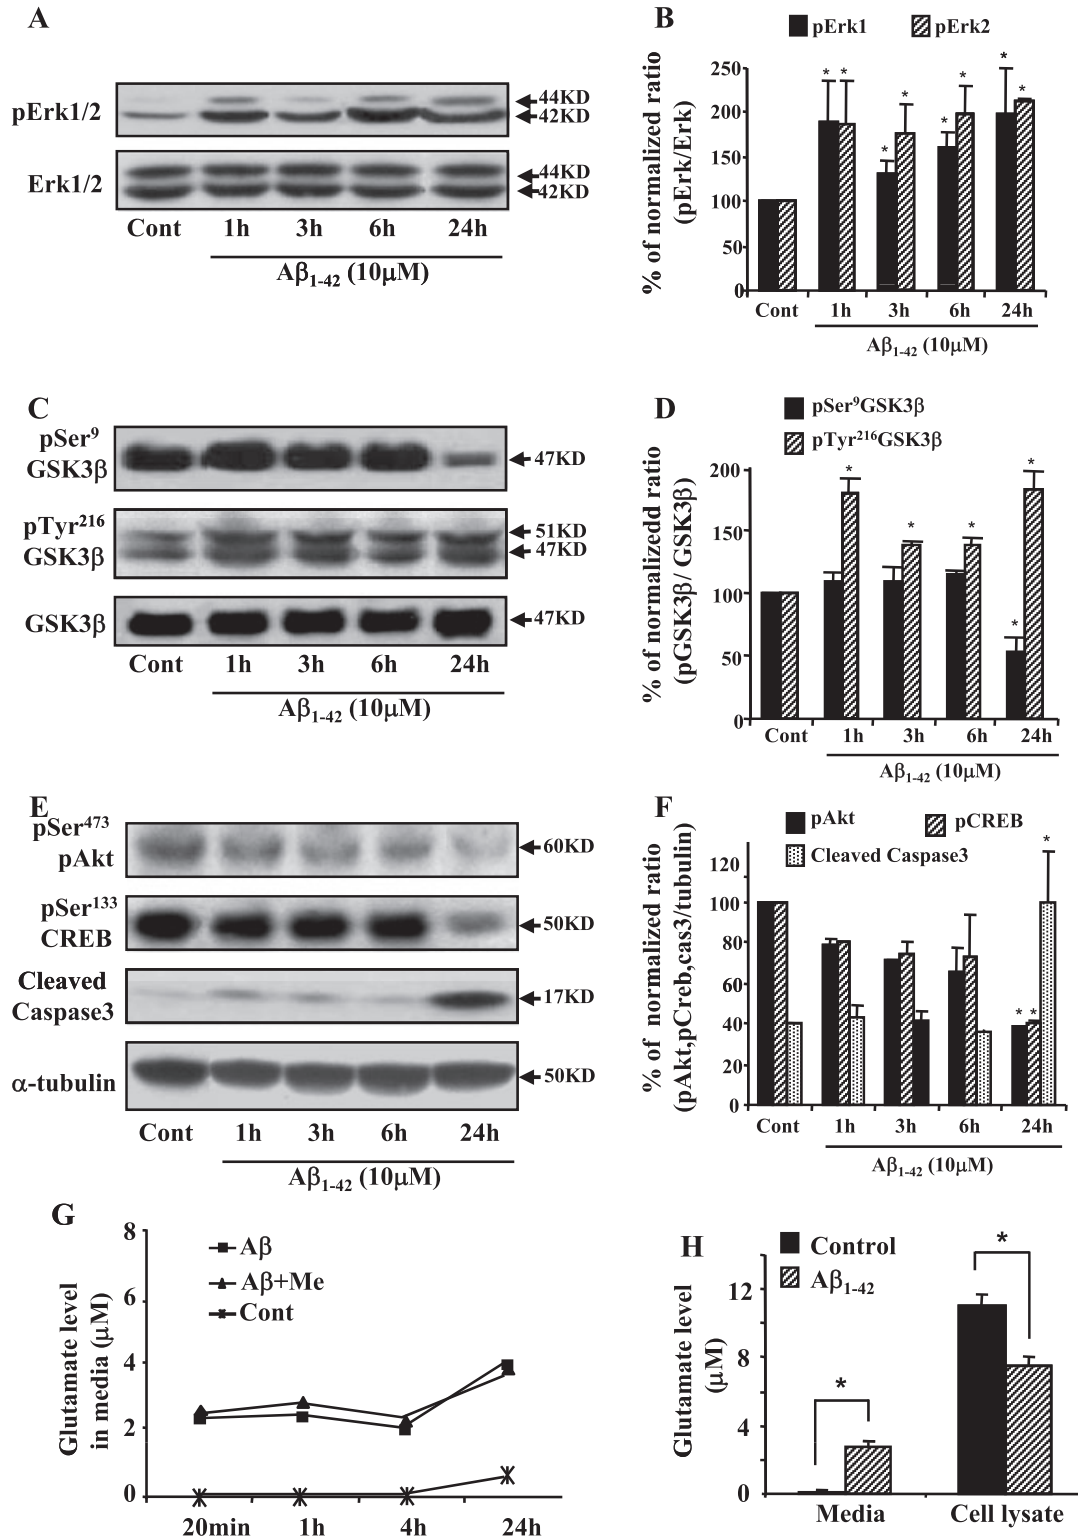 A
pErk1/2
44KD
42KD
Erk1/2
44KD
42KD
Cont 1h 3h 6h 24h
Aβ1-42 (10μM)
B
pErk1 pErk2
% of normalized ratio
(pErk/Erk)
250
200
150
100
50
0
* * * * * * * *
Cont 1h 3h 6h 24h
Aβ1-42 (10μM)
C
pSer9
GSK3β
47KD
pTyr216
GSK3β
51KD
47KD
GSK3β
47KD
Cont 1h 3h 6h 24h
Aβ1-42 (10μM)
D
pSer9GSK3β
pTyr216GSK3β
% of normalizedd ratio
(pGSK3β/ GSK3β)
200
150
100
50
0
* * * * *
Cont 1h 3h 6h 24h
Aβ1-42 (10μM)
E
pSer473
pAkt
60KD
pSer133
CREB
50KD
Cleaved
Caspase3
17KD
α-tubulin
50KD
Cont 1h 3h 6h 24h
Aβ1-42 (10μM)
F
pAkt pCREB
Cleaved Caspase3
% of normalized ratio
(pAkt,pCreb,cas3/tubulin)
120
100
80
60
40
20
0
* * *
Cont 1h 3h 6h 24h
Aβ1-42 (10μM)
G
Aβ
Aβ+Me
Cont
Glutamate level
in media (μM)
8
6
4
2
0
20min 1h 4h 24h
H
Control
Aβ1-42
Glutamate level
(μM)
12
8
4
0
* *
Media Cell lysate